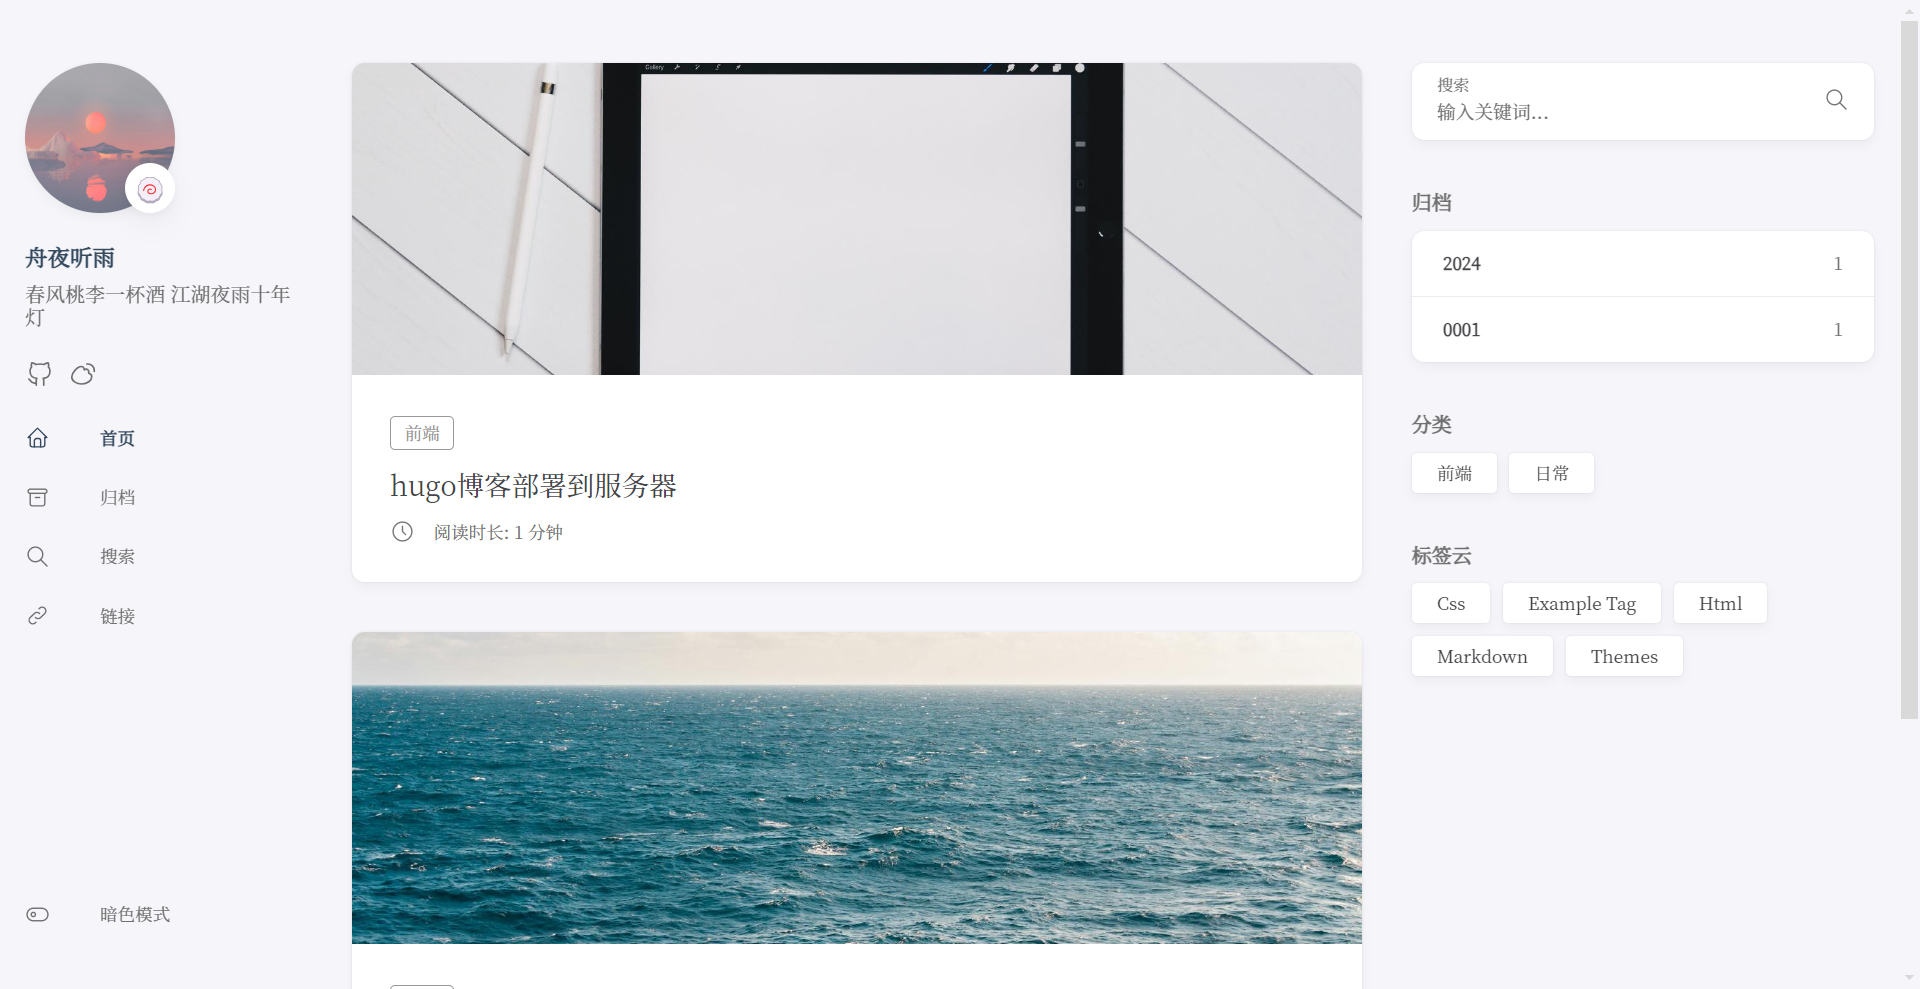 舟夜听雨
春风桃李一杯酒 江湖夜雨十年
灯
首页
归档
搜索
链接
暗色模式
Gallery
前端
hugo博客部署到服务器
阅读时长: 1 分钟
搜索
输入关键词...
归档
2024 1
0001 1
分类
前端 日常
标签云
Css Example Tag Html
Markdown Themes